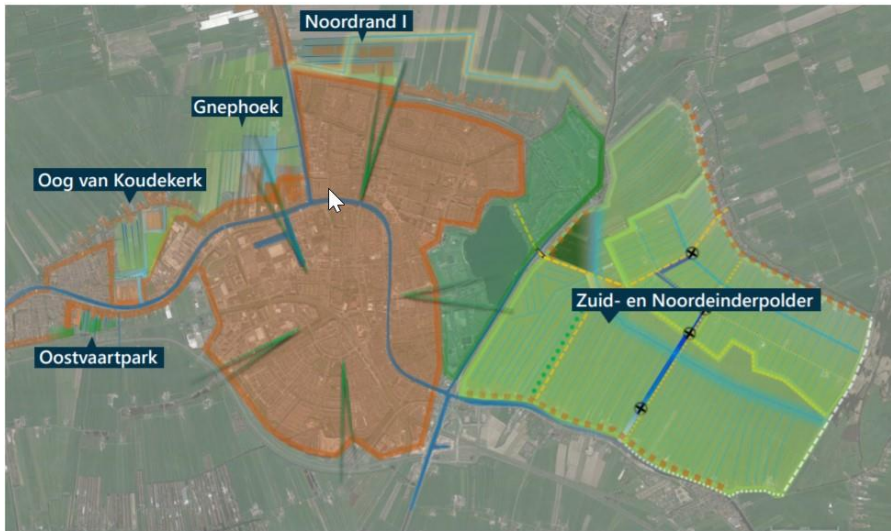 Noordrand I
Gnephoek
Oog van Koudekerk
Zuid- en Noordeinderpolder
Oostvaartpark